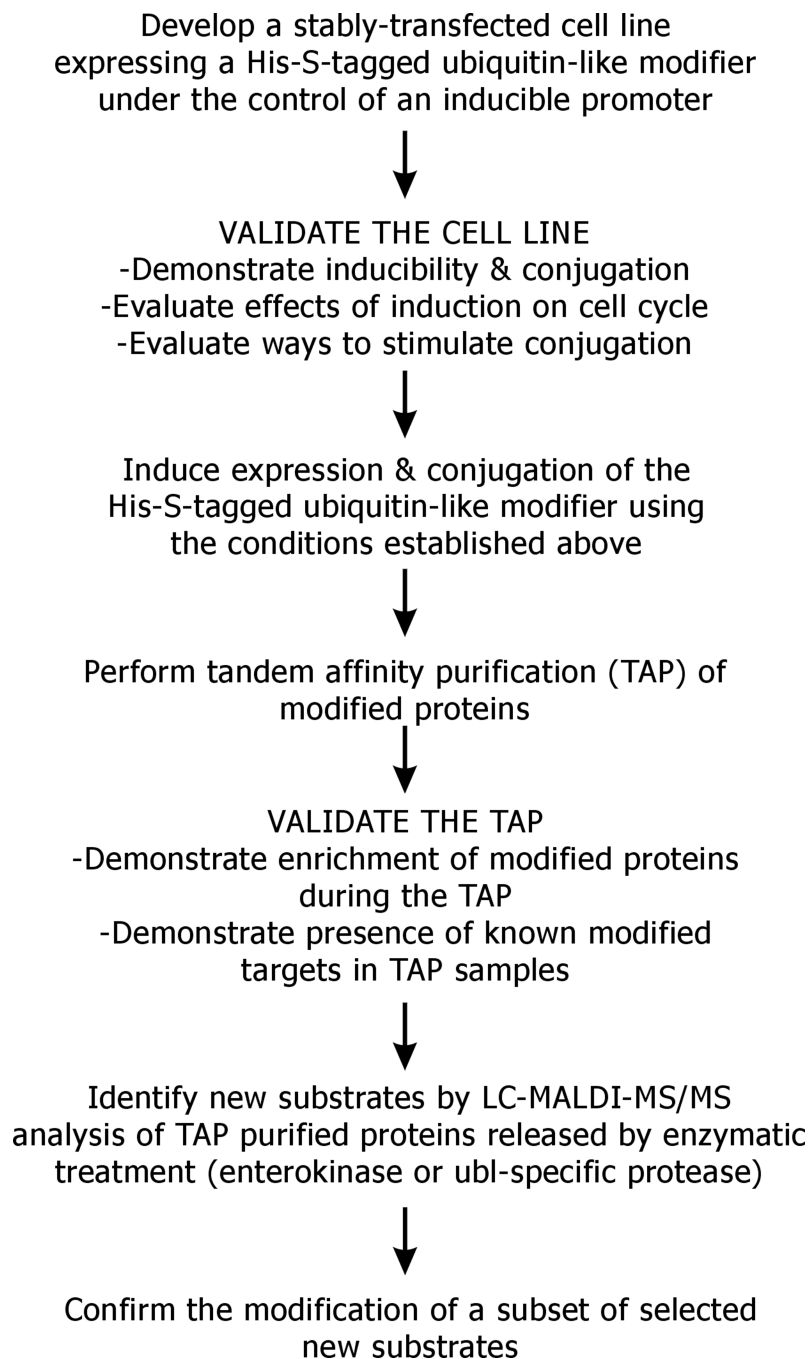 Develop a stably-transfected cell line
expressing a His-S-tagged ubiquitin-like modifier
under the control of an inducible promoter
VALIDATE THE CELL LINE
-Demonstrate inducibility & conjugation
-Evaluate effects of induction on cell cycle
-Evaluate ways to stimulate conjugation
Induce expression & conjugation of the
His-S-tagged ubiquitin-like modifier using
the conditions established above
Perform tandem affinity purification (TAP) of
modified proteins
VALIDATE THE TAP
-Demonstrate enrichment of modified proteins
during the TAP
-Demonstrate presence of known modified
targets in TAP samples
Identify new substrates by LC-MALDI-MS/MS
analysis of TAP purified proteins released by enzymatic
treatment (enterokinase or ubl-specific protease)
Confirm the modification of a subset of selected
new substrates